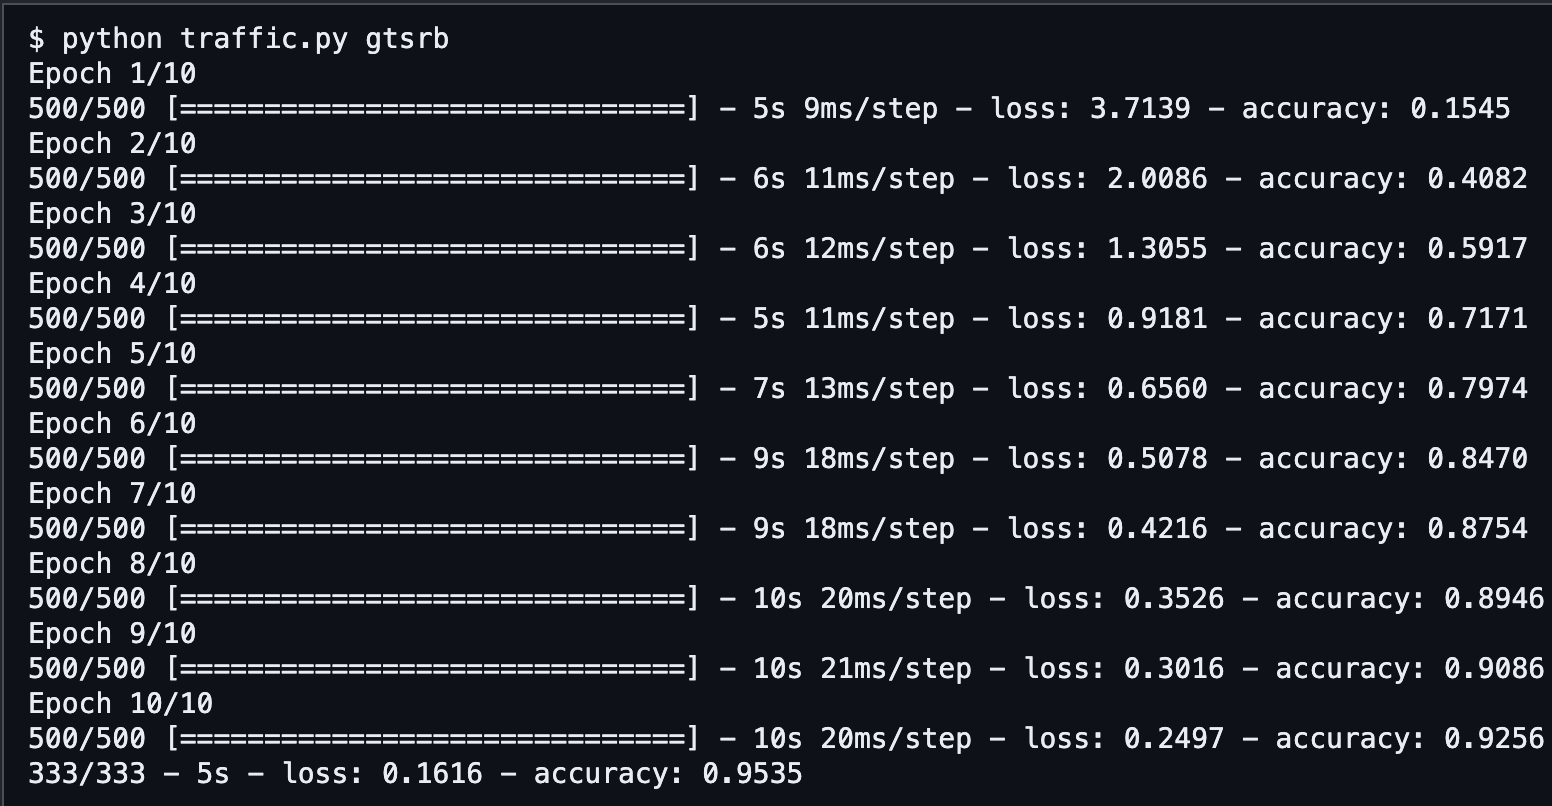 $ python traffic.py gtsrb
Epoch 1/10
500/500 [==============================] - 5s 9ms/step - loss: 3.7139 - accuracy: 0.1545
Epoch 2/10
500/500 [==============================] - 6s 11ms/step - loss: 2.0086 - accuracy: 0.4082
Epoch 3/10
500/500 [==============================] - 6s 12ms/step - loss: 1.3055 - accuracy: 0.5917
Epoch 4/10
500/500 [==============================] - 5s 11ms/step - loss: 0.9181 - accuracy: 0.7171
Epoch 5/10
500/500 [==============================] - 7s 13ms/step - loss: 0.6560 - accuracy: 0.7974
Epoch 6/10
500/500 [==============================] - 9s 18ms/step - loss: 0.5078 - accuracy: 0.8470
Epoch 7/10
500/500 [==============================] - 9s 18ms/step - loss: 0.4216 - accuracy: 0.8754
Epoch 8/10
500/500 [==============================] - 10s 20ms/step - loss: 0.3526 - accuracy: 0.8946
Epoch 9/10
500/500 [==============================] - 10s 21ms/step - loss: 0.3016 - accuracy: 0.9086
Epoch 10/10
500/500 [==============================] - 10s 20ms/step - loss: 0.2497 - accuracy: 0.9256
333/333 - 5s - loss: 0.1616 - accuracy: 0.9535